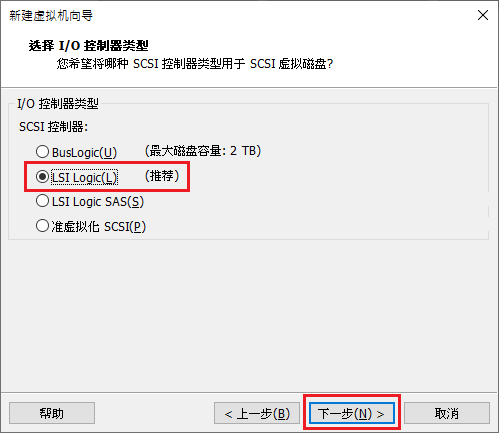 新建虚拟机向导
选择 I/O 控制器类型
您希望将哪种 SCSI 控制器类型用于 SCSI 虚拟磁盘?
I/O 控制器类型
SCSI 控制器:
BusLogic(U) (最大磁盘容量: 2 TB)
LSI Logic(L) (推荐)
LSI Logic SAS(S)
准虚拟化 SCSI(P)
帮助 < 上一步(B) 下一步(N) > 取消